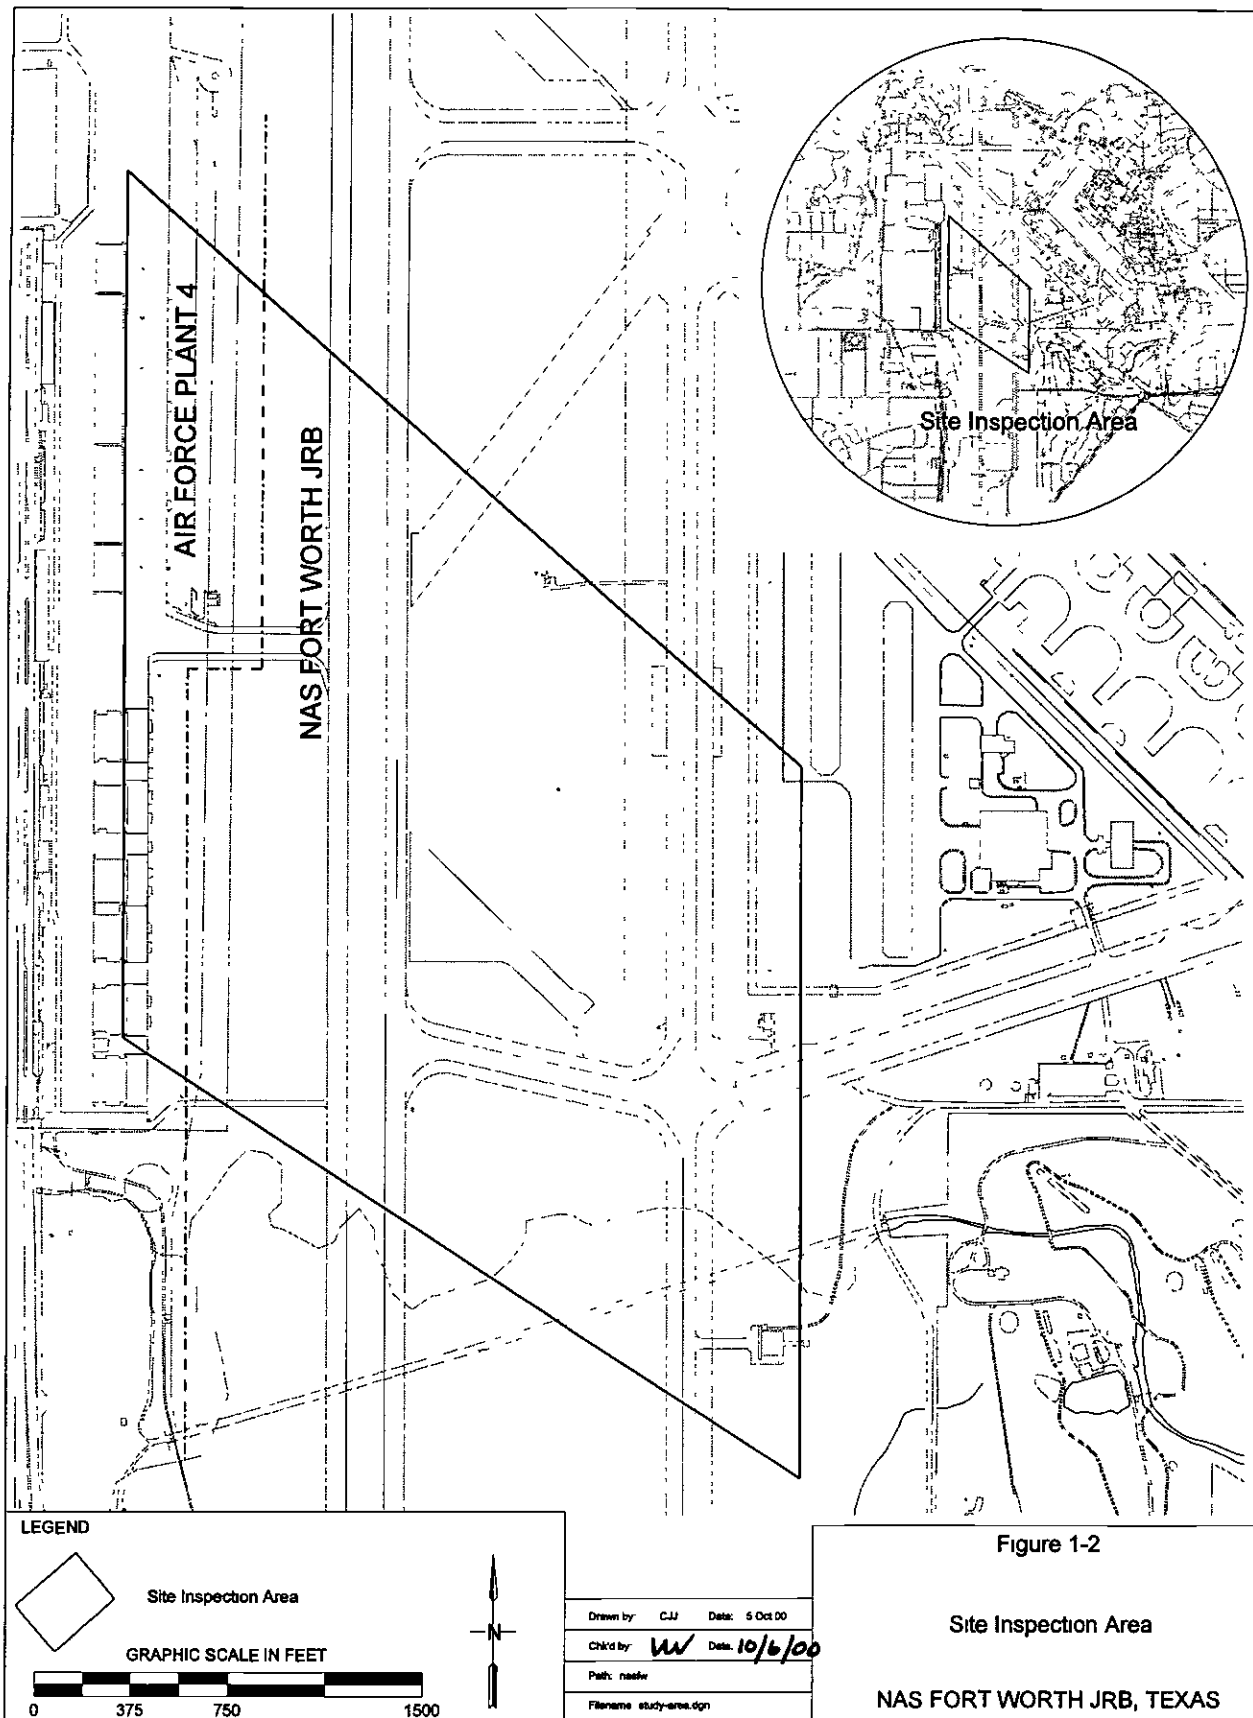 AIR FORCE PLANT 4
NAS FORT WORTH JRB
Site Inspection Area
LEGEND
Site Inspection Area
GRAPHIC SCALE IN FEET
0 375 750 1500
N
Drawn by: CJJ Date: 5 Oct 00
Chk'd by: Date: 10/6/00
Path: nasfw
Filename: study-area.dgn
Figure 1-2
Site Inspection Area
NAS FORT WORTH JRB, TEXAS